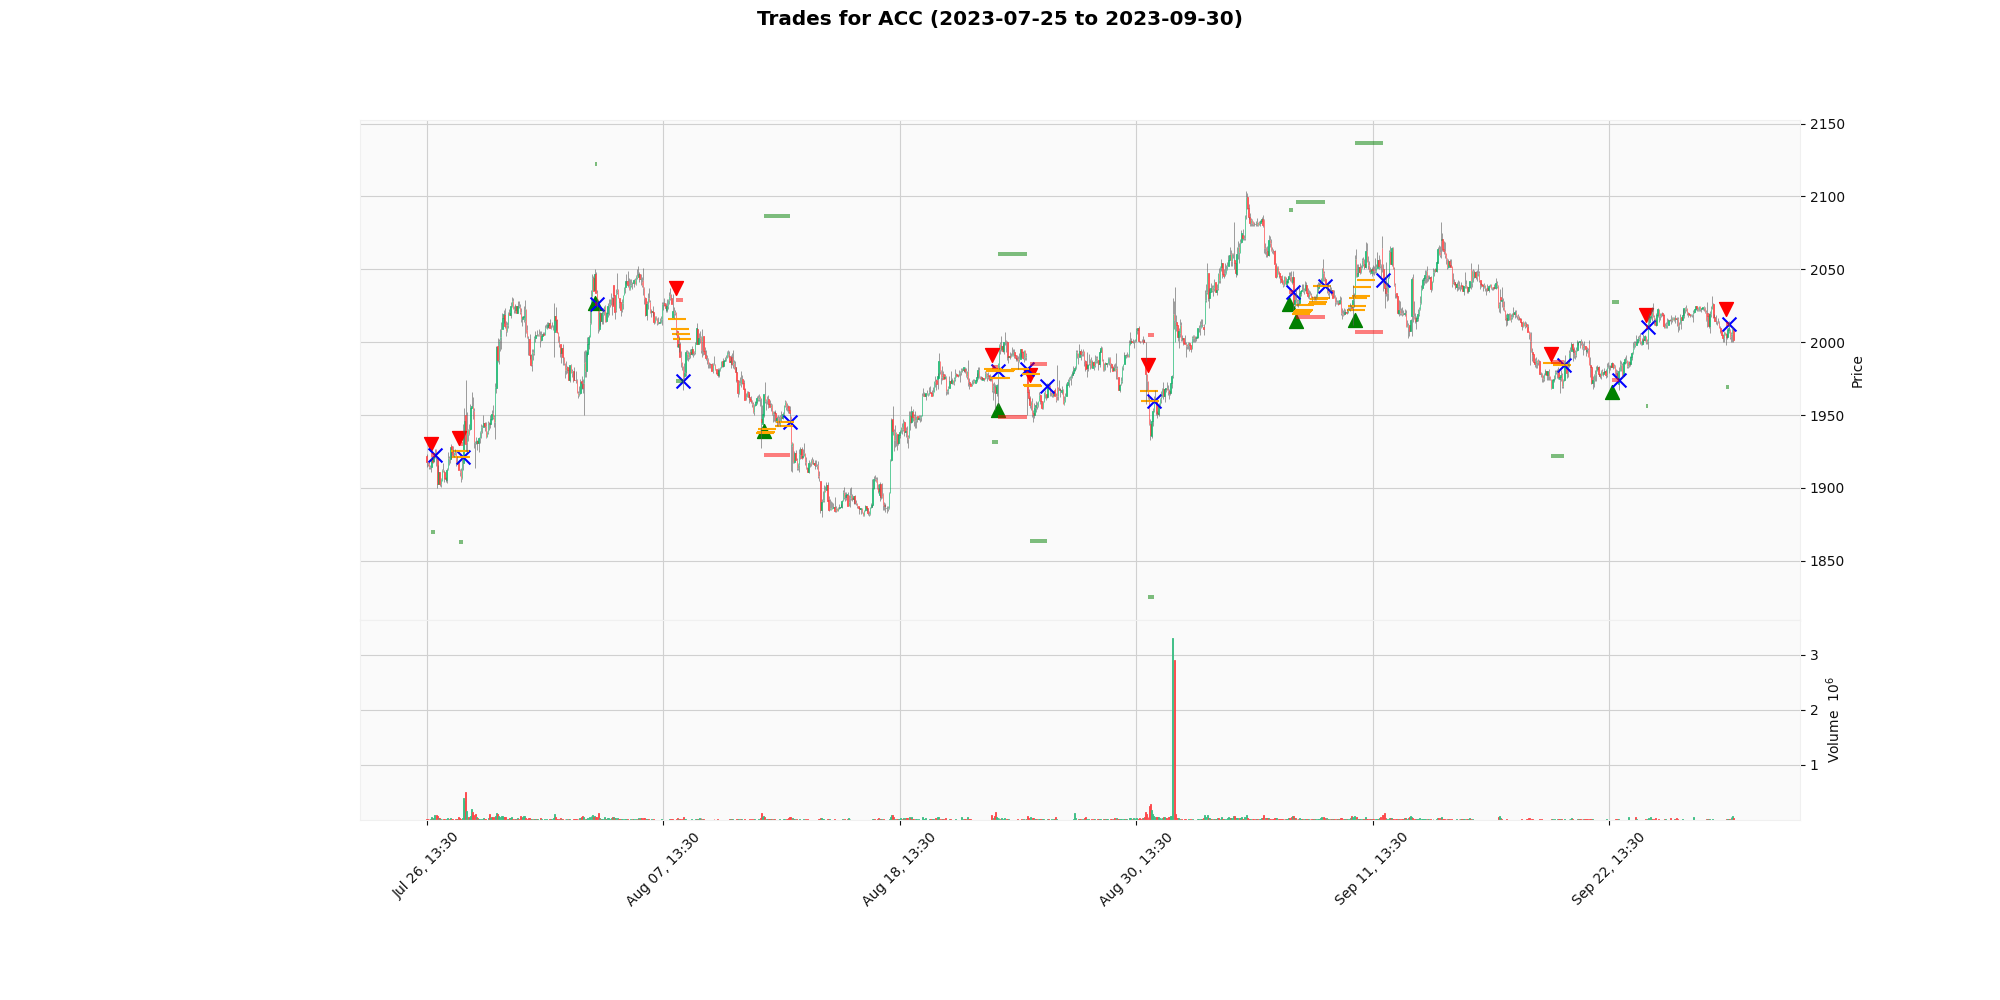 Trades for ACC (2023-07-25 to 2023-09-30)
2150
2100
2050
2000
1950
1900
1850
Price
3
2
1
Volume 10^6
Jul 26, 13:30
Aug 07, 13:30
Aug 18, 13:30
Aug 30, 13:30
Sep 11, 13:30
Sep 22, 13:30